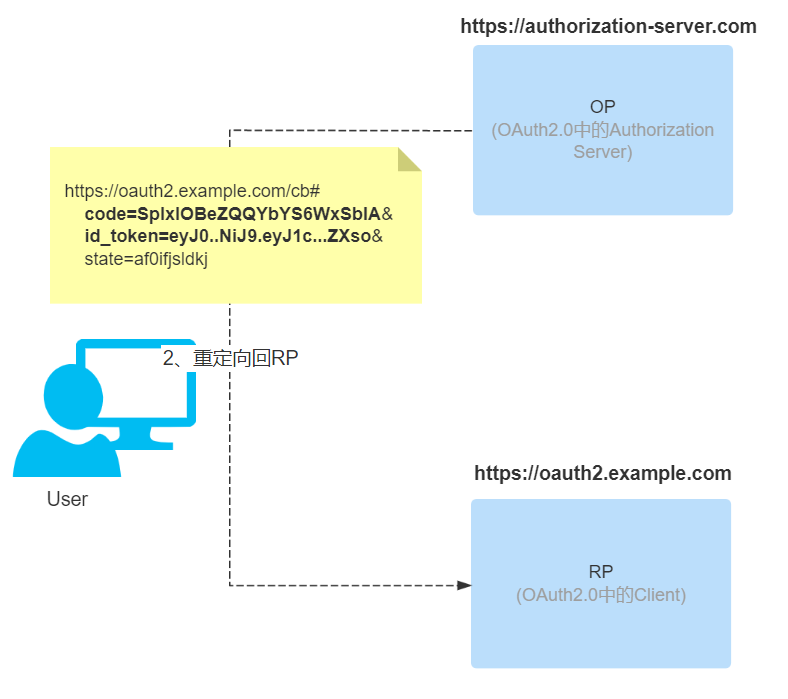 https://authorization-server.com
OP
(OAuth2.0中的Authorization
Server)
https://oauth2.example.com/cb#
code=SplxlOBeZQQYbYS6WxSbIA&
id_token=eyJ0..NiJ9.eyJ1c...ZXso&
state=af0ifjsldkj
2、重定向回RP
User
https://oauth2.example.com
RP
(OAuth2.0中的Client)